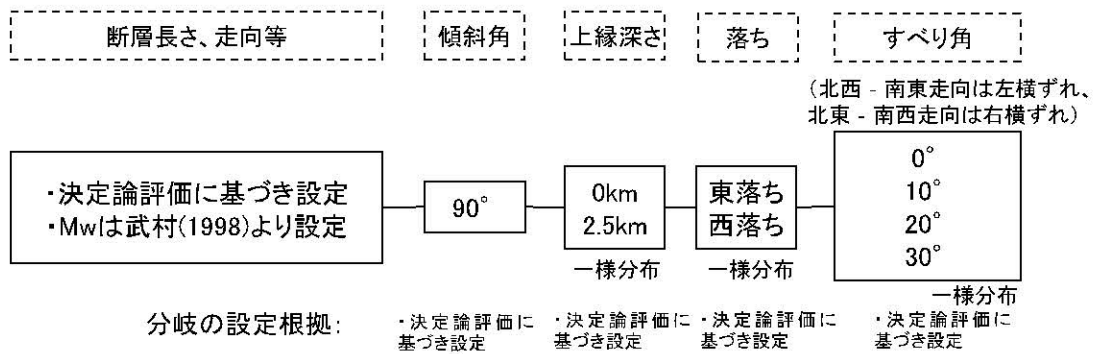 断層長さ、走向等
傾斜角
上縁深さ
落ち
すべり角
(北西 - 南東走向は左横ずれ、
北東 - 南西走向は右横ずれ)
・決定論評価に基づき設定
・Mwは武村(1998)より設定
90°
0km
2.5km
東落ち
西落ち
0°
10°
20°
30°
一様分布
一様分布
一様分布
分岐の設定根拠:
・決定論評価に
基づき設定
・決定論評価に
基づき設定
・決定論評価に
基づき設定
・決定論評価に
基づき設定